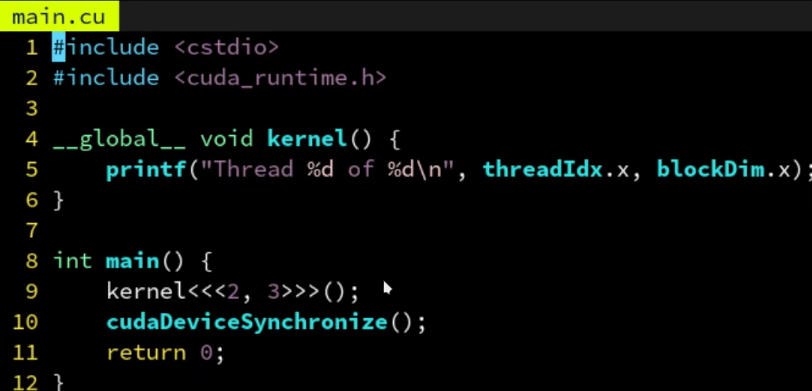 main.cu
1 #include <cstdio>
2 #include <cuda_runtime.h>
3
4 __global__ void kernel() {
5     printf("Thread %d of %d\n", threadIdx.x, blockDim.x);
6 }
7
8 int main() {
9     kernel<<<2, 3>>>();
10     cudaDeviceSynchronize();
11     return 0;
12 }